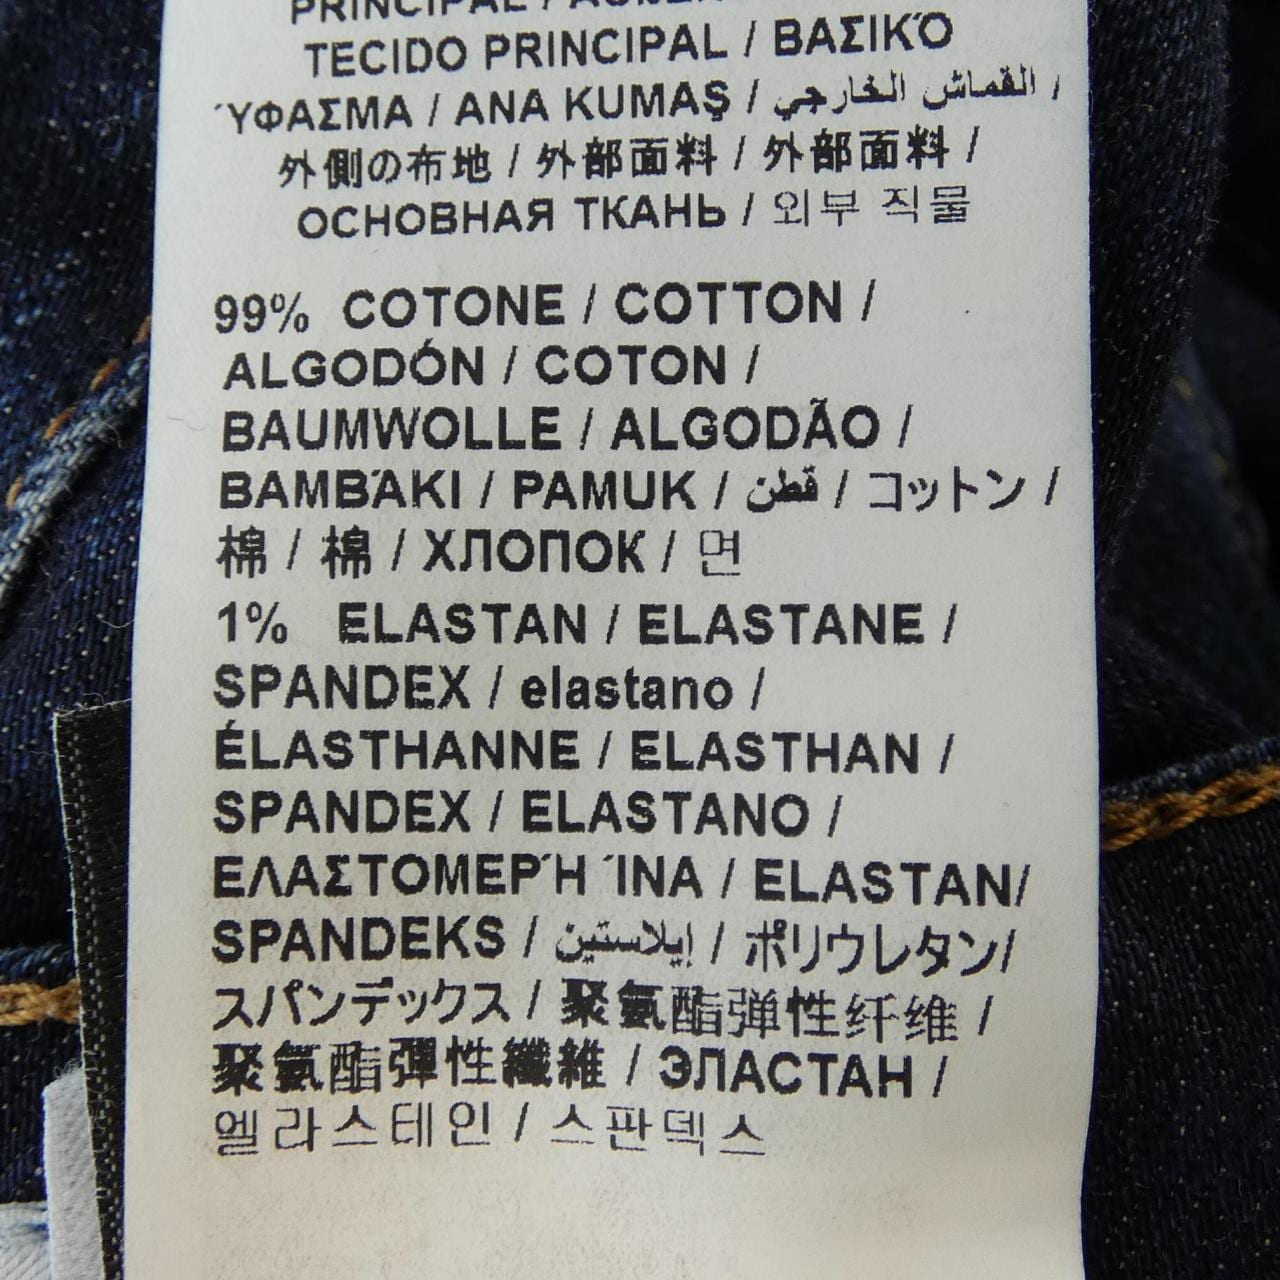 PRINCIPAL /
TECIDO PRINCIPAL / ΒΑΣΙΚΌ
ΎΦΑΣΜΑ / ANA KUMAŞ / القماش الخارجي /
外側の布地 / 外部面料 / 外部面料 /
ОСНОВНАЯ ТКАНЬ / 외부 직물
99% COTONE / COTTON /
ALGODÓN / COTON /
BAUMWOLLE / ALGODÃO /
ΒΑΜΒΆΚΙ / PAMUK / قطن / コットン /
棉 / 棉 / ХЛОПОК / 면
1% ELASTAN / ELASTANE /
SPANDEX / elastano /
ÉLASTHANNE / ELASTHAN /
SPANDEX / ELASTANO /
ΕΛΑΣΤΟΜΕΡΉ ΊΝΑ / ELASTAN/
SPANDEKS / إيلاستين / ポリウレタン/
スパンデックス / 聚氨酯弹性纤维 /
聚氨酯彈性纖維 / ЭЛАСТАН /
엘라스테인 / 스판덱스